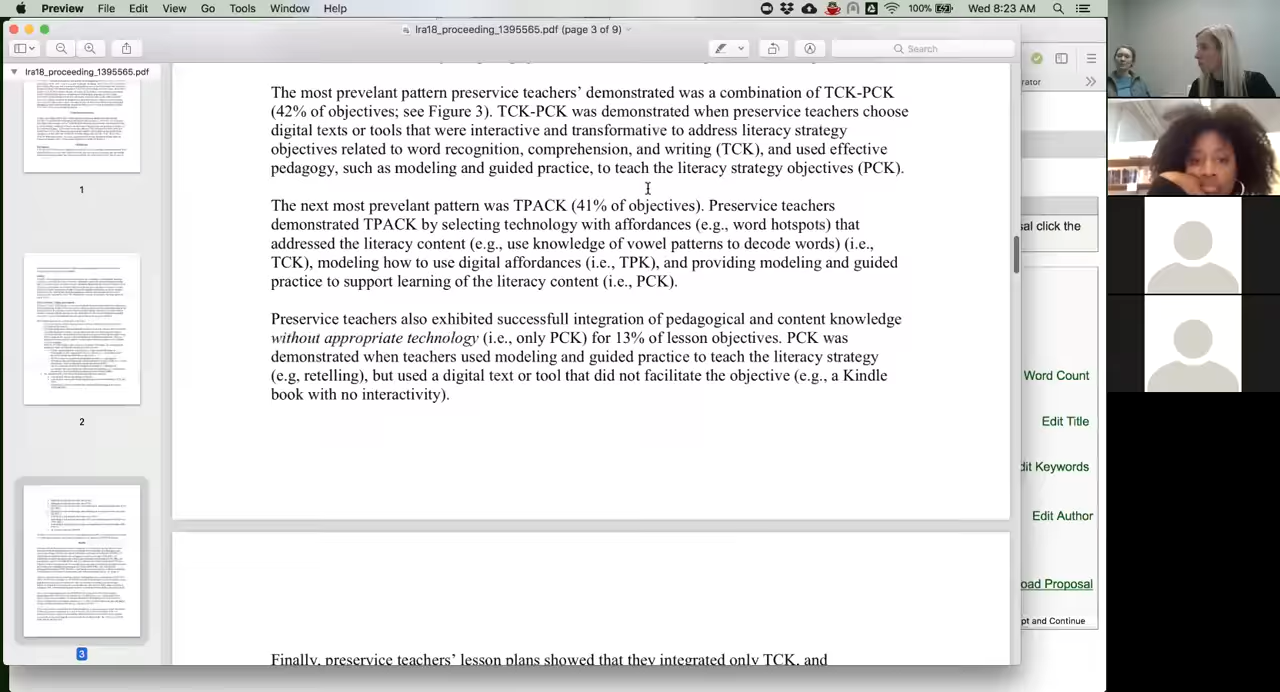 Preview File Edit View Go Tools Window Help 100% Wed 8:23 AM
lra18_proceeding_1395565.pdf (page 3 of 9)
Search
lra18_proceeding_1395565.pdf
rator
The most prevelant pattern preservice teachers’ demonstrated was a combination of TCK-PCK
(42% of objectives; see Figure 3). TCK-PCK was demonstrated when preservice teachers choose
digital texts or tools that were interactive and transformative to address literacy strategy
objectives related to word recognition, comprehension, and writing (TCK), and used effective
pedagogy, such as modeling and guided practice, to teach the literacy strategy objectives (PCK).
The next most prevelant pattern was TPACK (41% of objectives). Preservice teachers
demonstrated TPACK by selecting technology with affordances (e.g., word hotspots) that
addressed the literacy content (e.g., use knowledge of vowel patterns to decode words) (i.e.,
TCK), modeling how to use digital affordances (i.e., TPK), and providing modeling and guided
practice to support learning of the literacy content (i.e., PCK).
Preservice teachers also exhibited successfull integration of pedagogical and content knowledge
without appropriate technology (i.e., only PCK) for 13% of lesson objectives. PCK was
demonstrated when teachers used modeling and guided practice to teach the literacy strategy
(e.g, retelling), but used a digital text or tool that did not facilitate the objective (e.g., a Kindle
book with no interactivity).
Finally, preservice teachers’ lesson plans showed that they integrated only TCK, and
1
2
3
sal click the
Word Count
Edit Title
dit Keywords
Edit Author
oad Proposal
pt and Continue